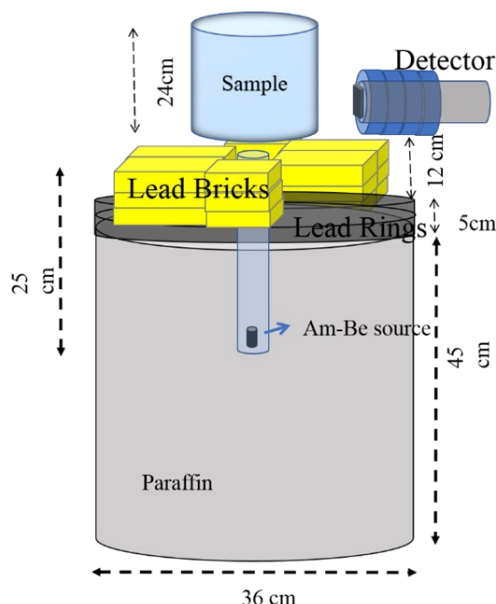 Detector
Sample
24cm
12 cm
Lead Bricks
Lead Rings
5cm
25
cm
Am-Be source
45
cm
Paraffin
36 cm